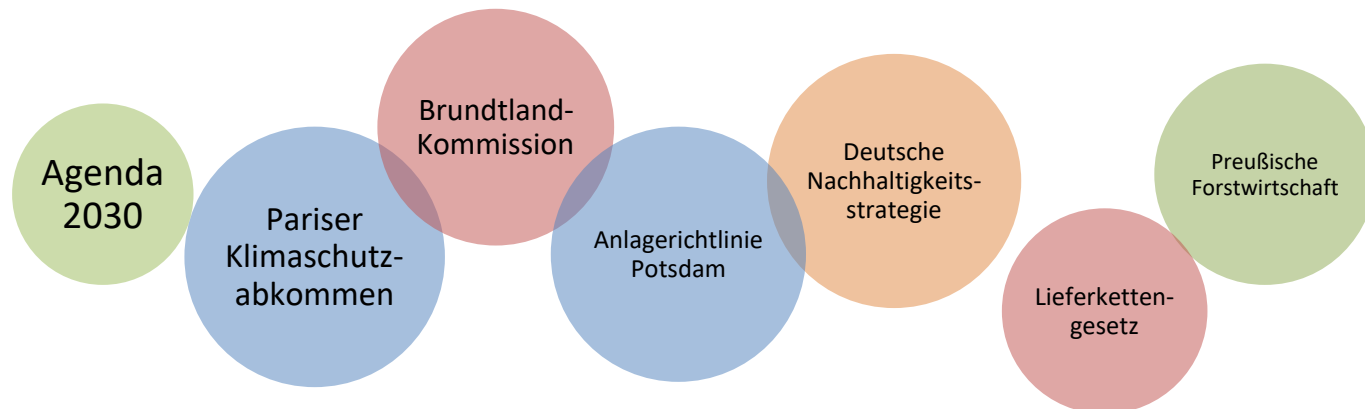 Agenda
2030
Pariser
Klimaschutz-
abkommen
Brundtland-
Kommission
Anlagerichtlinie
Potsdam
Deutsche
Nachhaltigkeits-
strategie
Lieferketten-
gesetz
Preußische
Forstwirtschaft